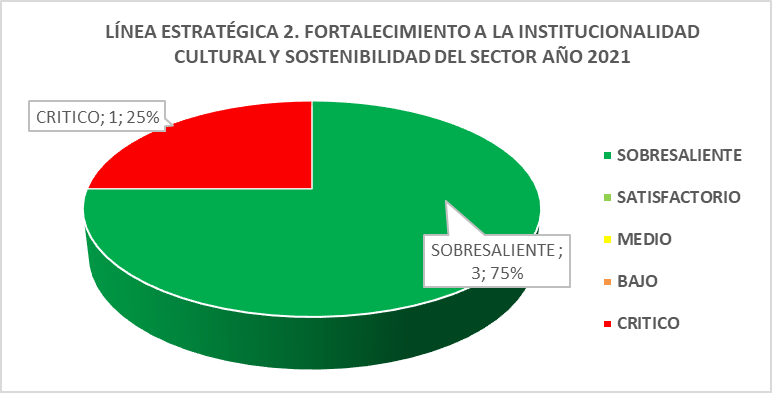 LÍNEA ESTRATÉGICA 2. FORTALECIMIENTO A LA INSTITUCIONALIDAD
CULTURAL Y SOSTENIBILIDAD DEL SECTOR AÑO 2021
CRITICO; 1; 25%
SOBRESALIENTE ;
3; 75%
SOBRESALIENTE
SATISFACTORIO
MEDIO
BAJO
CRITICO